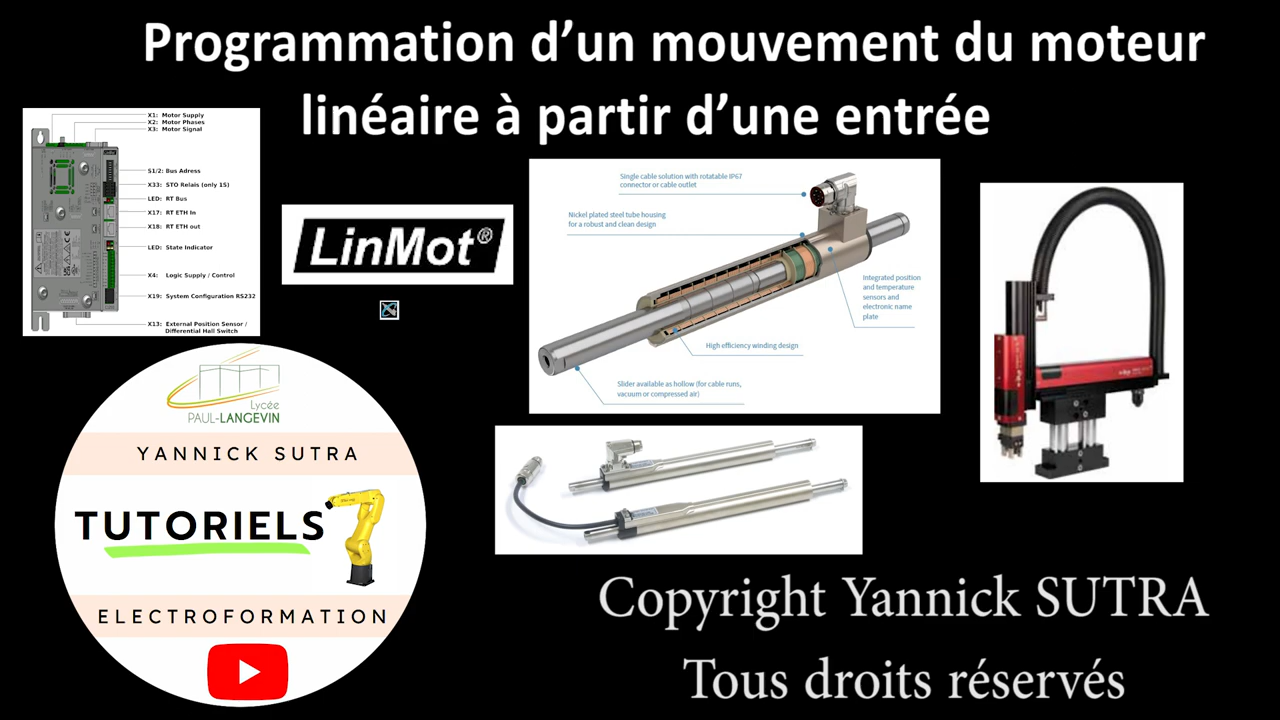 Programmation d’un mouvement du moteur
linéaire à partir d’une entrée
X1: Motor Supply
X2: Motor Phases
X3: Motor Signal
S1/2: Bus Adress
X33: STO Relais (only 1S)
LED: RT Bus
X17: RT ETH In
X18: RT ETH out
LED: State Indicator
X4: Logic Supply / Control
X19: System Configuration RS232
X13: External Position Sensor /
Differential Hall Switch
LinMot
LinMot®
Single cable solution with rotatable IP67
connector or cable outlet
Nickel plated steel tube housing
for a robust and clean design
Integrated position
and temperature
sensors and
electronic name
plate
High efficiency winding design
Slider available as hollow (for cable runs,
vacuum or compressed air)
Lycée
PAUL-LANGEVIN
YANNICK SUTRA
TUTORIELS
ELECTROFORMATION
Copyright Yannick SUTRA
Tous droits réservés